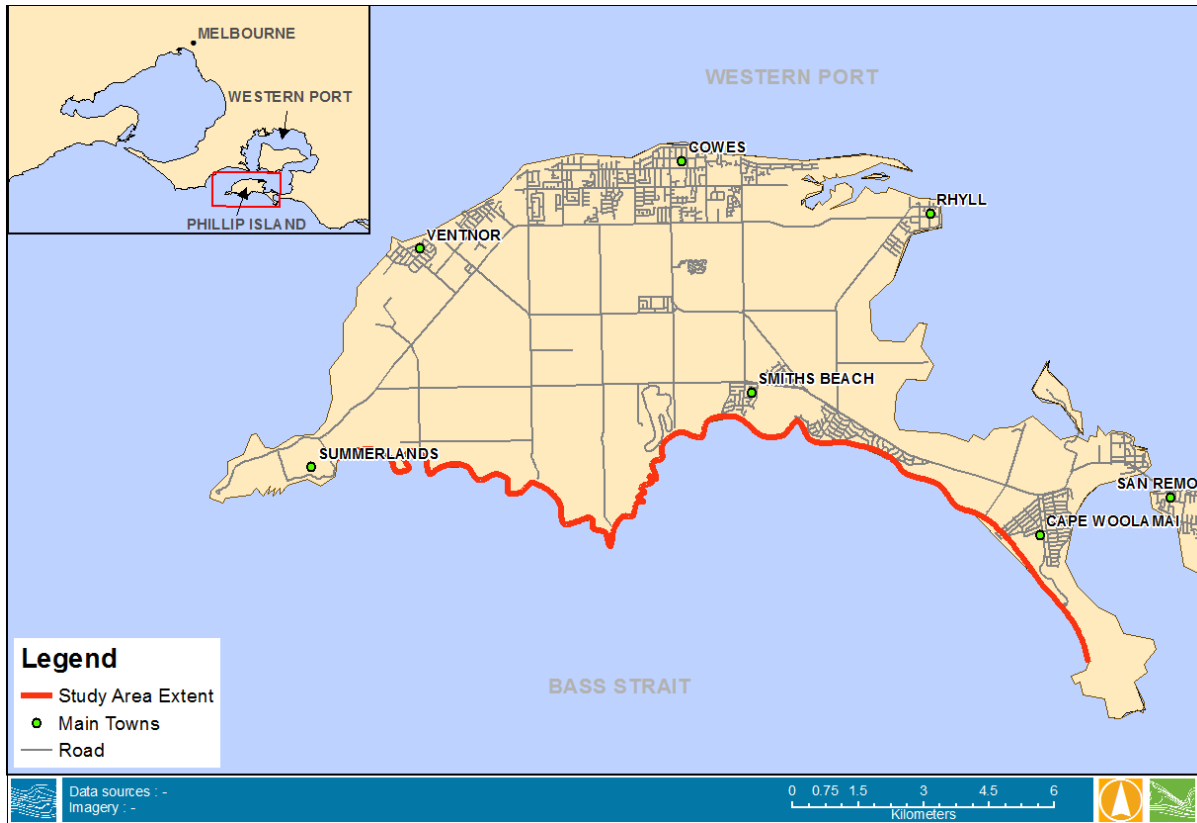 MELBOURNE
WESTERN PORT
PHILLIP ISLAND
WESTERN PORT
COWES
RHYLL
VENTNOR
SMITHS BEACH
SUMMERLANDS
SAN REMO
CAPE WOOLAMAI
BASS STRAIT
Legend
Study Area Extent
Main Towns
Road
Data sources : -
Imagery : -
0 0.75 1.5 3 4.5 6
Kilometers